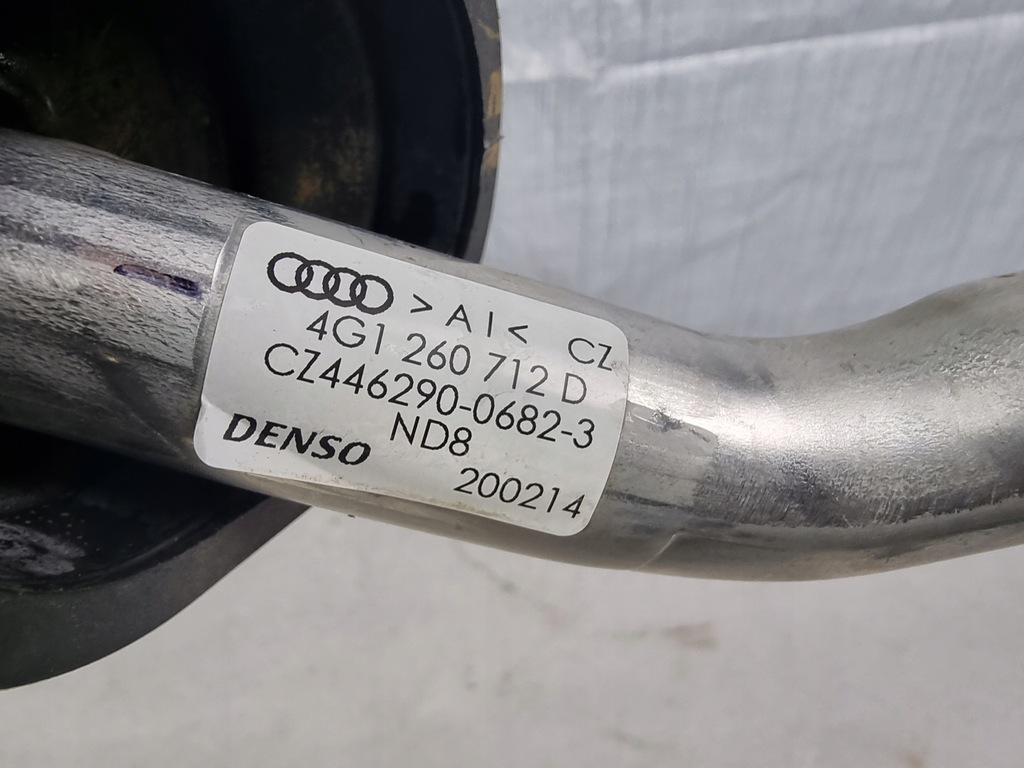 >AI< CZ
4G1 260 712 D
CZ446290-0682-3
ND8
DENSO
200214